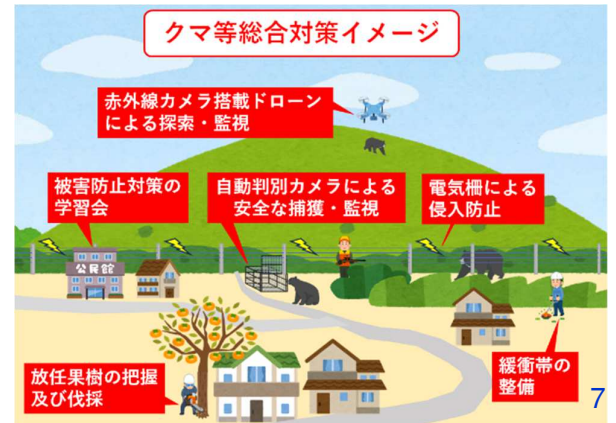 クマ等総合対策イメージ
赤外線カメラ搭載ドローン
による探索・監視
被害防止対策の
学習会
自動判別カメラによる
安全な捕獲・監視
電気柵による
侵入防止
公民館
放任果樹の把握
及び伐採
緩衝帯の
整備
7